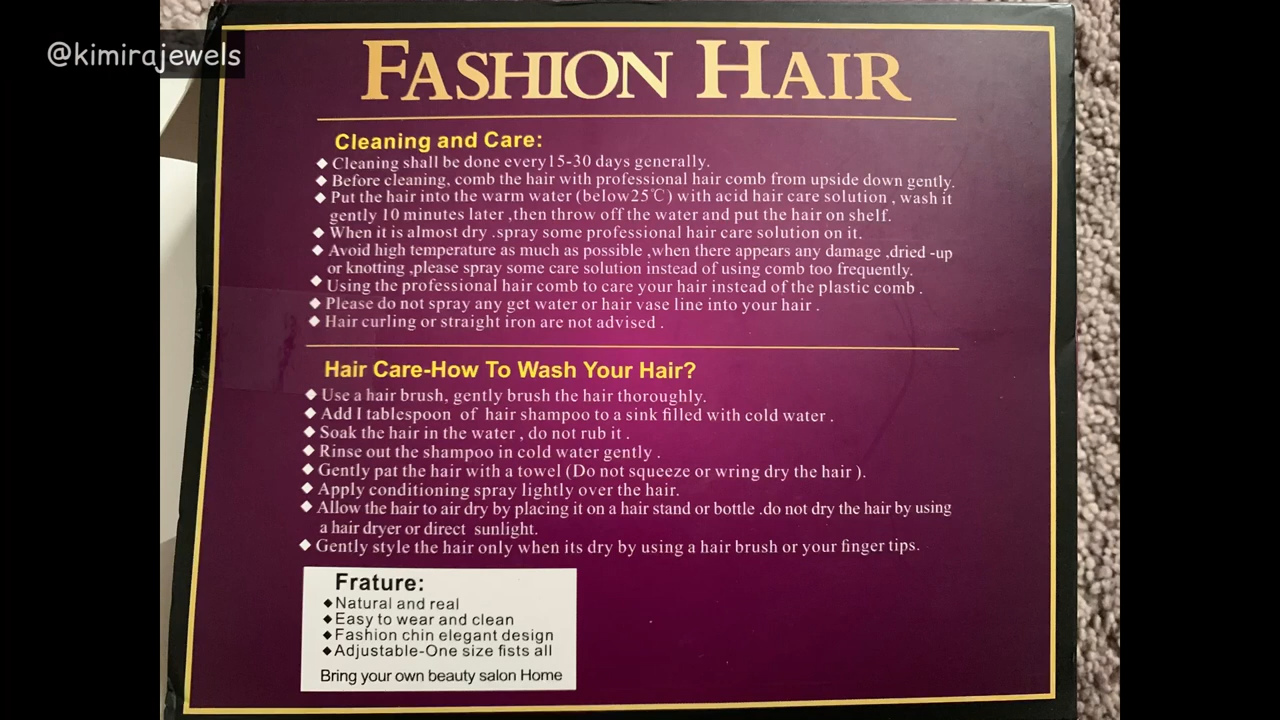 @kimirajewels
FASHION HAIR
Cleaning and Care:
◆ Cleaning shall be done every15-30 days generally.
◆ Before cleaning, comb the hair with professional hair comb from upside down gently.
◆ Put the hair into the warm water (below25℃) with acid hair care solution , wash it
gently 10 minutes later ,then throw off the water and put the hair on shelf.
◆ When it is almost dry .spray some professional hair care solution on it.
◆ Avoid high temperature as much as possible ,when there appears any damage ,dried -up
or knotting ,please spray some care solution instead of using comb too frequently.
◆ Using the professional hair comb to care your hair instead of the plastic comb .
◆ Please do not spray any get water or hair vase line into your hair .
◆ Hair curling or straight iron are not advised .
Hair Care-How To Wash Your Hair?
◆ Use a hair brush, gently brush the hair thoroughly.
◆ Add I tablespoon of hair shampoo to a sink filled with cold water .
◆ Soak the hair in the water , do not rub it .
◆ Rinse out the shampoo in cold water gently .
◆ Gently pat the hair with a towel (Do not squeeze or wring dry the hair ).
◆ Apply conditioning spray lightly over the hair.
◆ Allow the hair to air dry by placing it on a hair stand or bottle .do not dry the hair by using
a hair dryer or direct sunlight.
◆ Gently style the hair only when its dry by using a hair brush or your finger tips.
Frature:
◆ Natural and real
◆ Easy to wear and clean
◆ Fashion chin elegant design
◆ Adjustable-One size fists all
Bring your own beauty salon Home